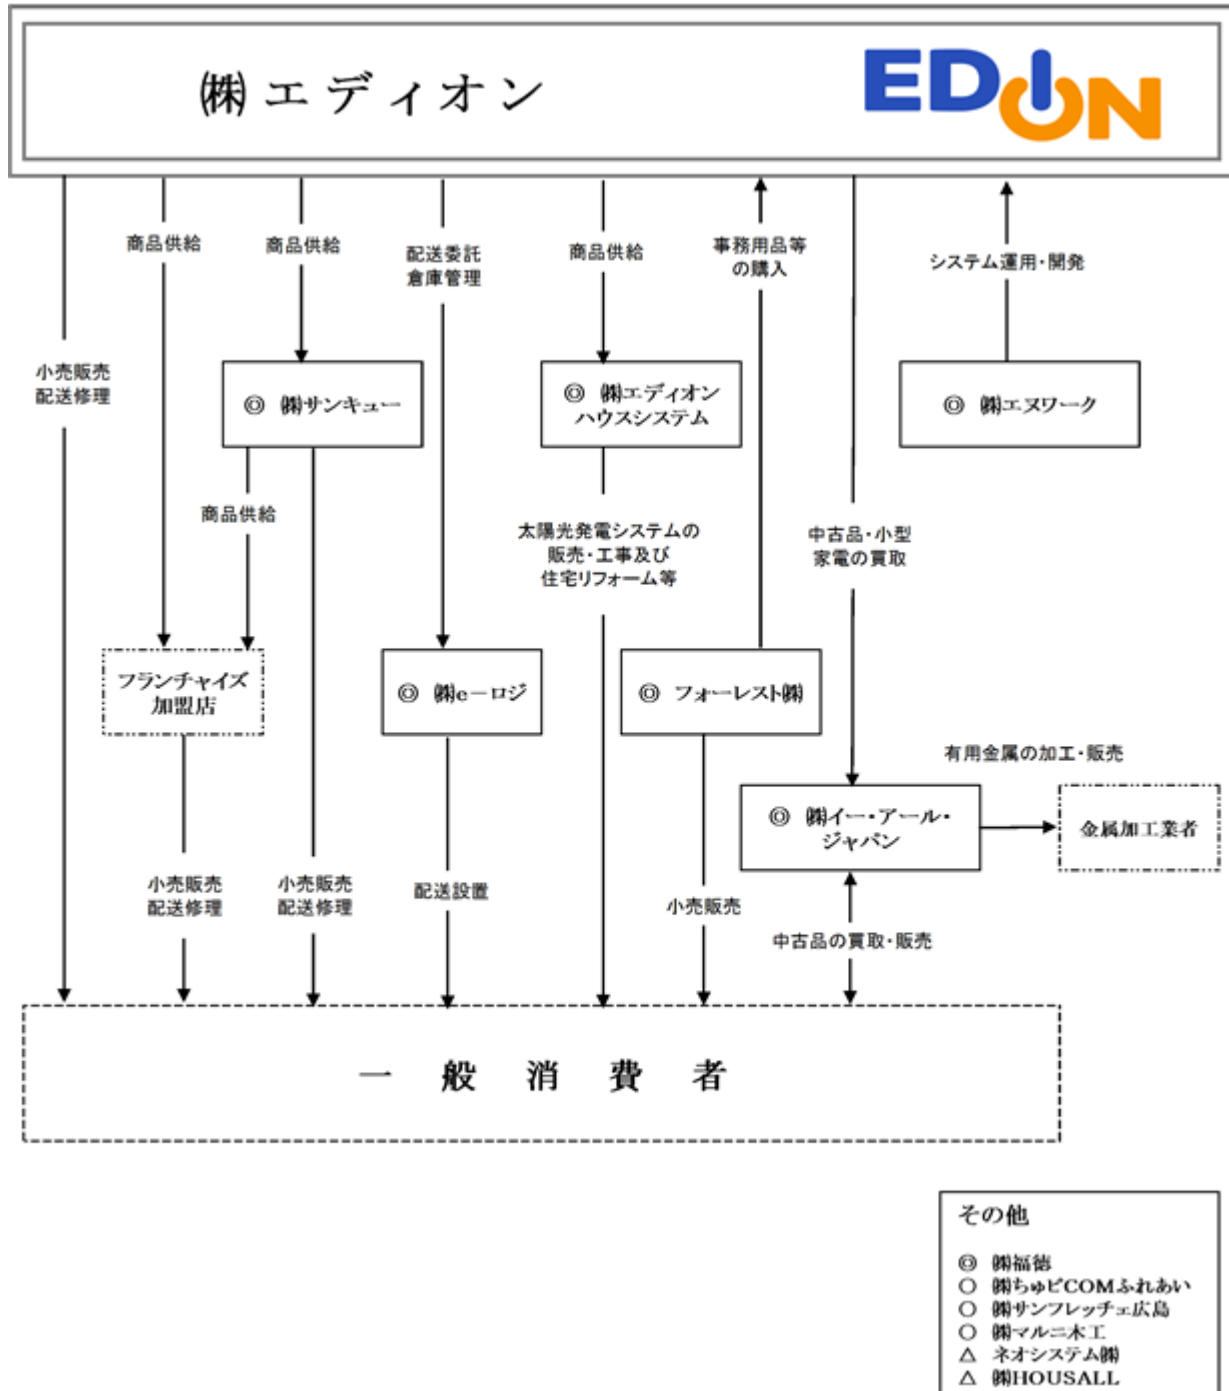 ㈱エディオン
EDION
商品供給
商品供給
配送委託
倉庫管理
商品供給
事務用品等
の購入
システム運用・開発
小売販売
配送修理
◎ ㈱サンキュー
◎ ㈱エディオン
ハウスシステム
◎ ㈱エヌワーク
商品供給
太陽光発電システムの
販売・工事及び
住宅リフォーム等
中古品・小型
家電の買取
フランチャイズ
加盟店
◎ ㈱e－ロジ
◎ フォーレスト㈱
有用金属の加工・販売
◎ ㈱イー・アール・
ジャパン
金属加工業者
小売販売
配送修理
小売販売
配送修理
配送設置
小売販売
中古品の買取・販売
一般消費者
その他
◎ ㈱福徳
○ ㈱ちゅピCOMふれあい
○ ㈱サンフレッチェ広島
○ ㈱マルニ木工
△ ネオシステム㈱
△ ㈱HOUSALL